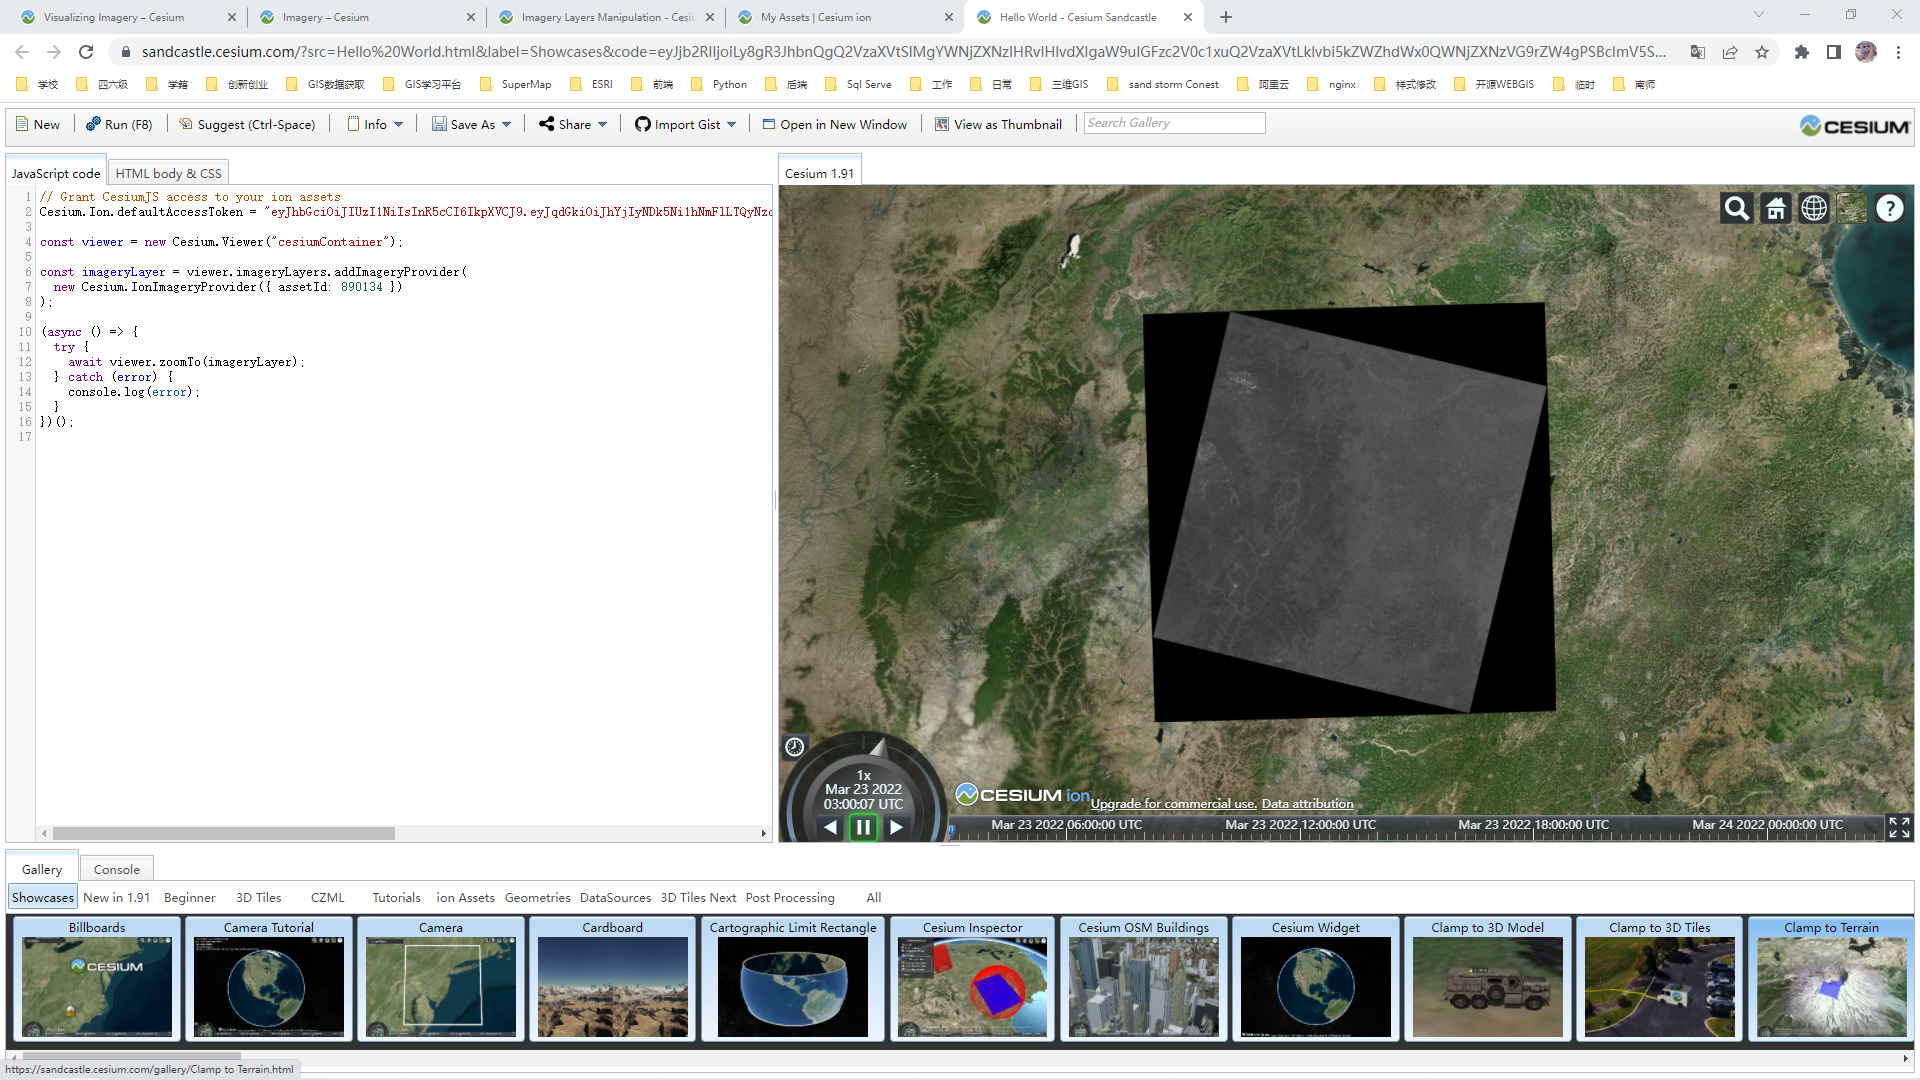 Visualizing Imagery – Cesium
Imagery – Cesium
Imagery Layers Manipulation - Cesiu
My Assets | Cesium ion
Hello World - Cesium Sandcastle
学校
四六级
学籍
创新创业
GIS数据获取
GIS学习平台
SuperMap
ESRI
前端
Python
后端
Sql Serve
工作
日常
三维GIS
sand storm Conest
阿里云
nginx
样式修改
开源WEBGIS
临时
南师
New
Run (F8)
Suggest (Ctrl-Space)
Info
Save As
Share
Import Gist
Open in New Window
View as Thumbnail
Search Gallery
CESIUM
JavaScript code
HTML body & CSS
1 // Grant CesiumJS access to your ion assets
2 Cesium.Ion.defaultAccessToken =
3
4 const viewer = new Cesium.Viewer("cesiumContainer");
5
6 const imageryLayer = viewer.imageryLayers.addImageryProvider(
7 new Cesium.IonImageryProvider({ assetId: 890134 })
8 );
9
10 (async () => {
11 try {
12 await viewer.zoomTo(imageryLayer);
13 } catch (error) {
14 console.log(error);
15 }
16 })();
17
Cesium 1.91
?
1x
Mar 23 2022
03:00:07 UTC
CESIUM ion
Upgrade for commercial use. Data attribution
Mar 23 2022 06:00:00 UTC
Mar 23 2022 12:00:00 UTC
Mar 23 2022 18:00:00 UTC
Mar 24 2022 00:00:00 UTC
Gallery
Console
Showcases
New in 1.91
Beginner
3D Tiles
CZML
Tutorials
ion Assets
Geometries
DataSources
3D Tiles Next
Post Processing
All
Billboards
Camera Tutorial
Camera
Cardboard
Cartographic Limit Rectangle
Cesium Inspector
Cesium OSM Buildings
Cesium Widget
Clamp to 3D Model
Clamp to 3D Tiles
Clamp to Terrain
CESIUM
https://sandcastle.cesium.com/gallery/Clamp to Terrain.html